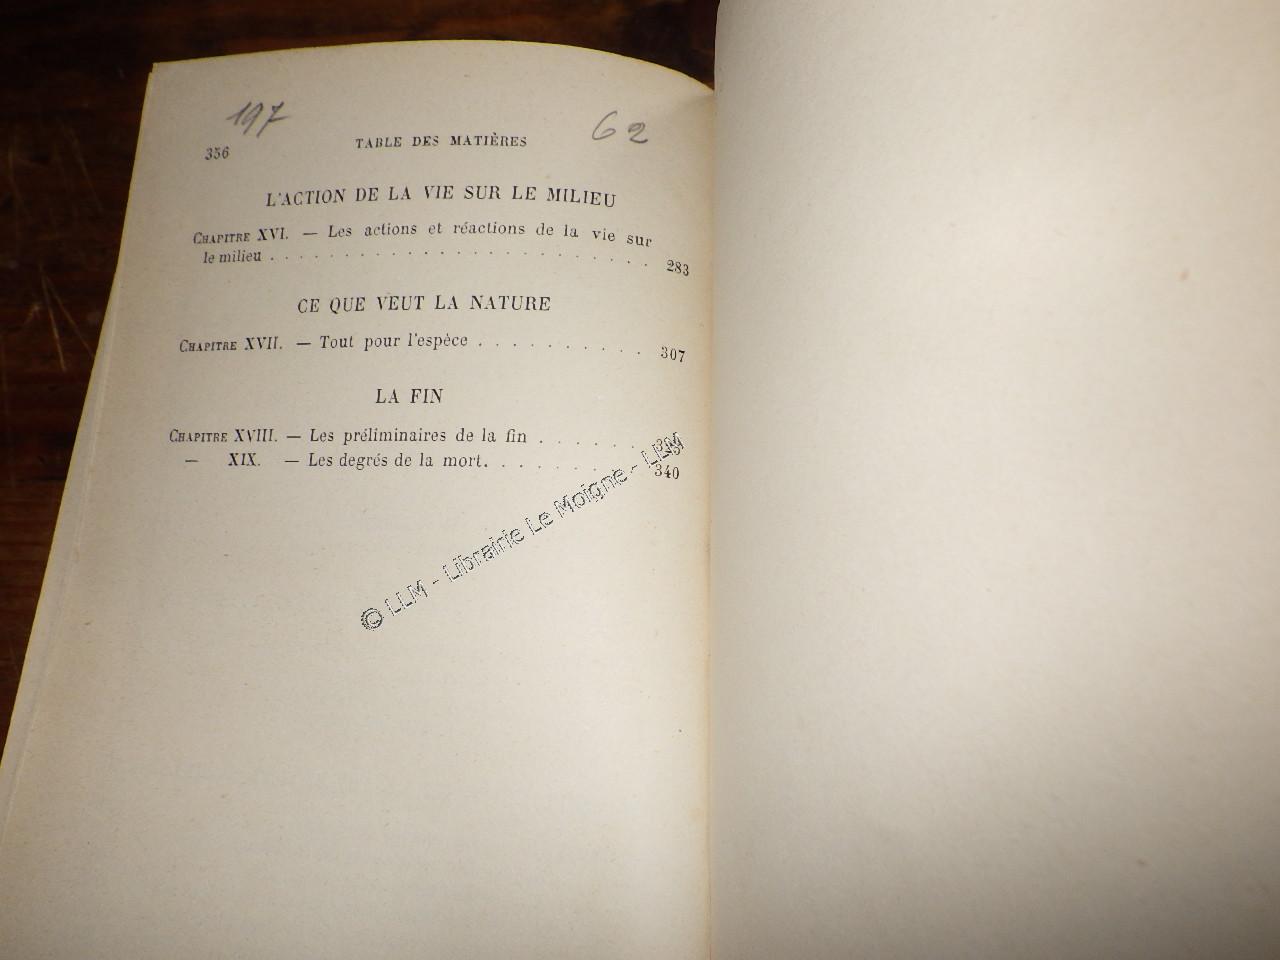 197
62
356 TABLE DES MATIÈRES
L'ACTION DE LA VIE SUR LE MILIEU
CHAPITRE XVI. — Les actions et réactions de la vie sur
le milieu . . . . . . . . . . . . . . . . . . . . . . 283
CE QUE VEUT LA NATURE
CHAPITRE XVII. — Tout pour l'espèce . . . . . . . . . . 307
LA FIN
CHAPITRE XVIII. — Les préliminaires de la fin . . . . . .
— XIX. — Les degrés de la mort. . . . . . . . . 340
© LLM - Librairie Le Moigne - LLM